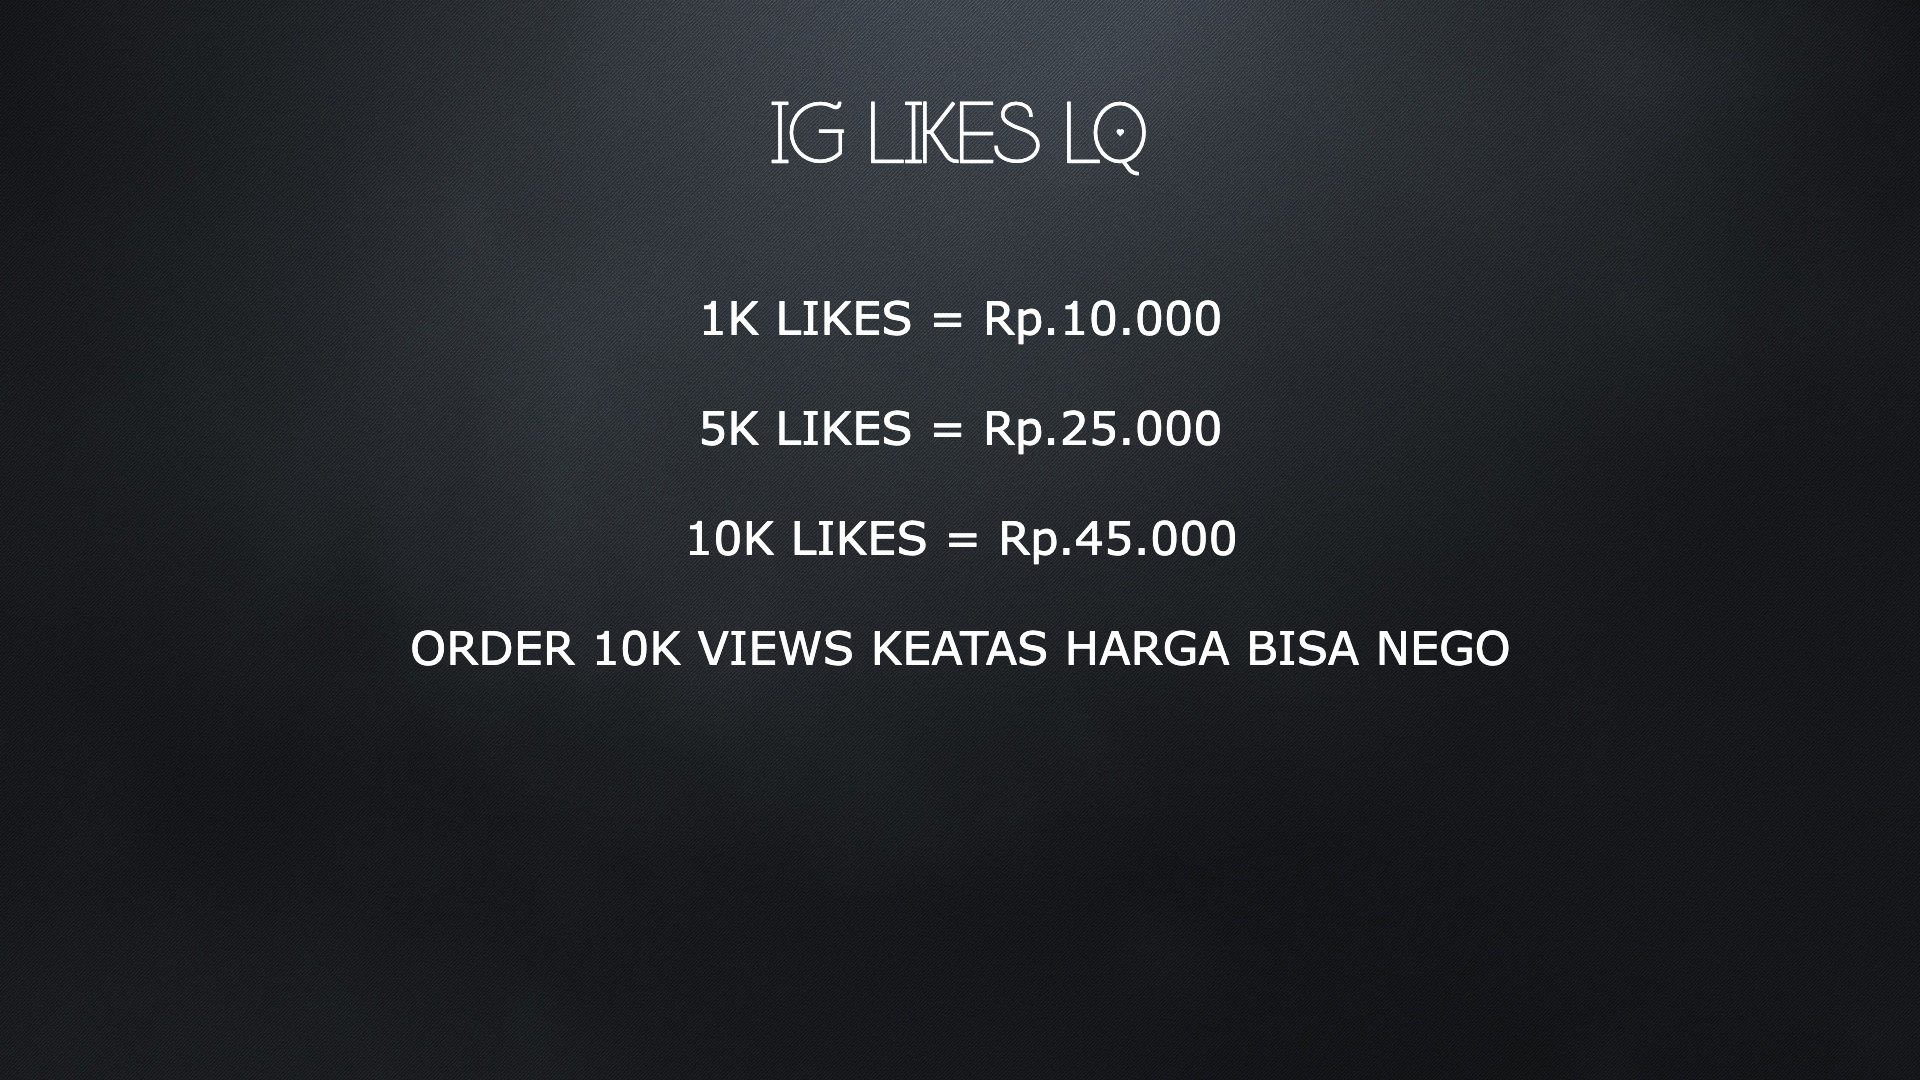 IG LIKES LQ
1K LIKES = Rp.10.000
5K LIKES = Rp.25.000
10K LIKES = Rp.45.000
ORDER 10K VIEWS KEATAS HARGA BISA NEGO